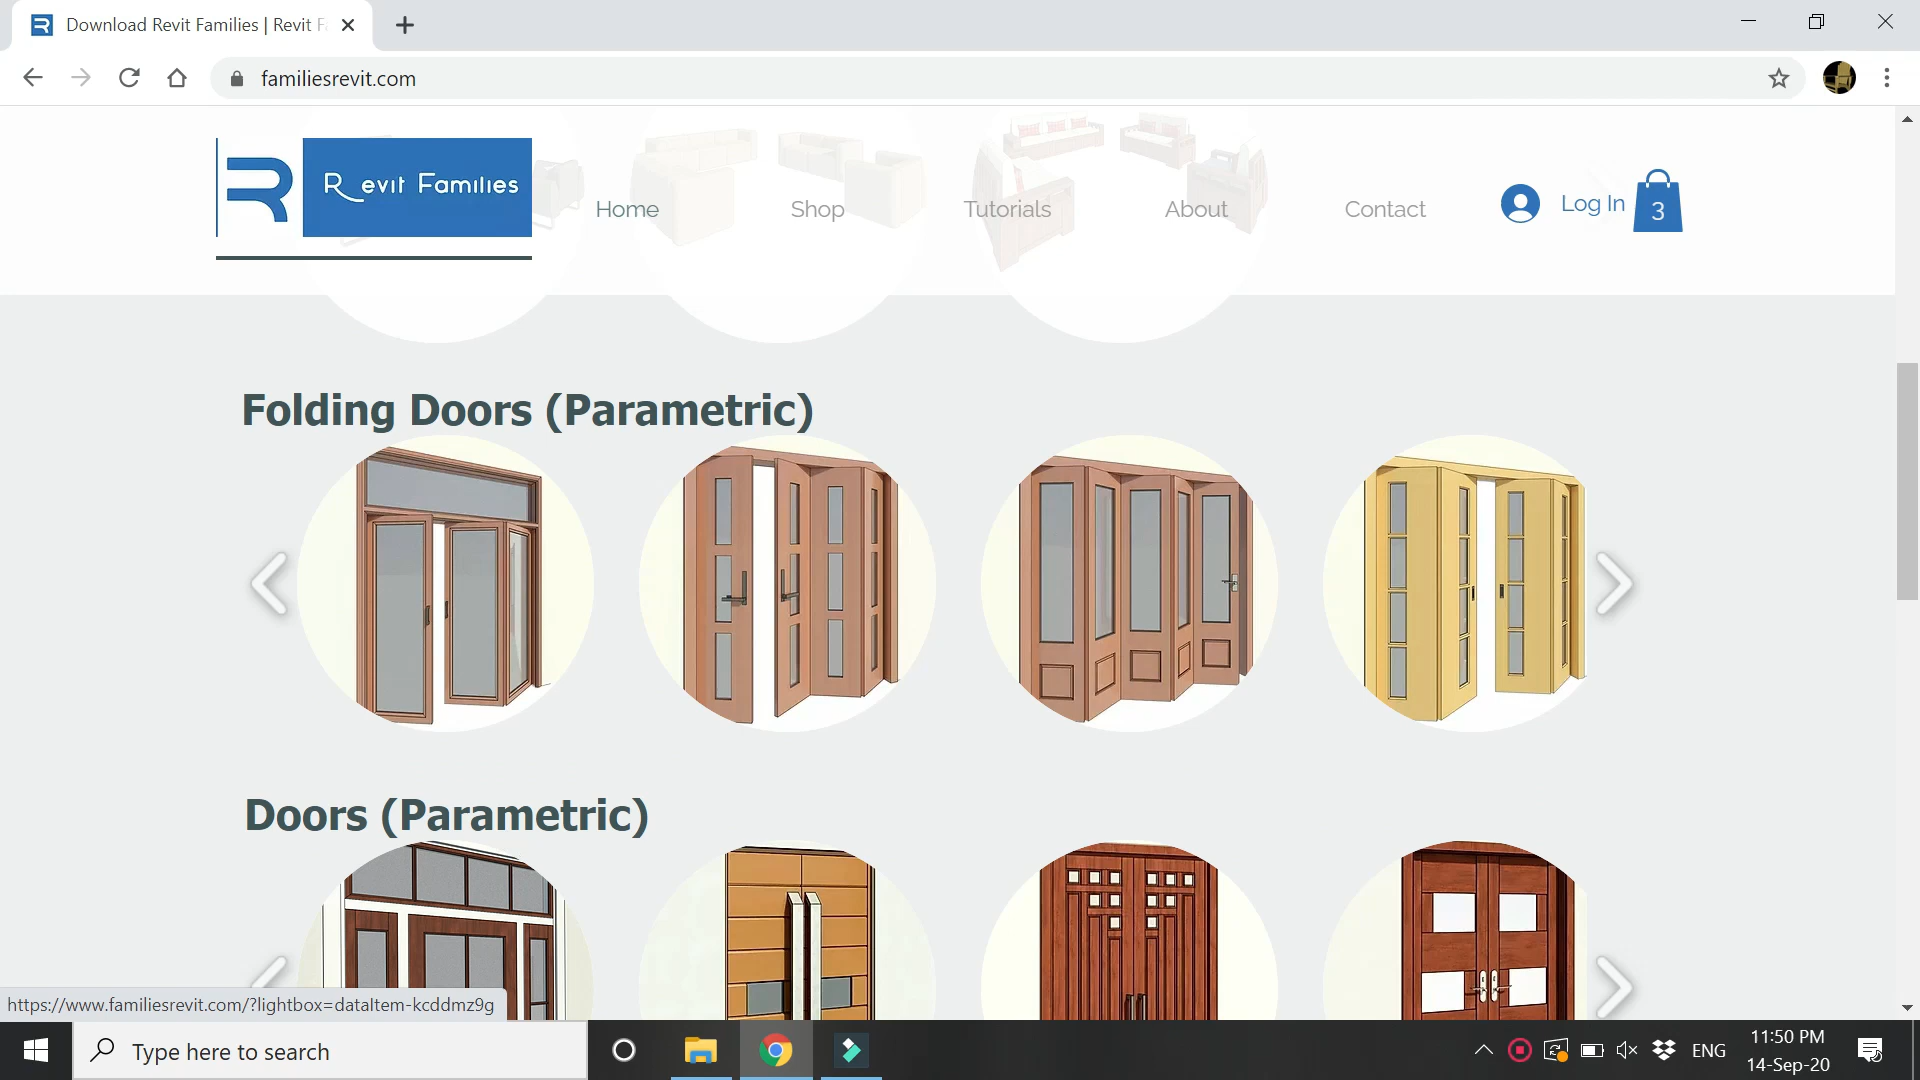 Download Revit Families | Revit F
familiesrevit.com
R
Revit Families
Home
Shop
Tutorials
About
Contact
Log In
3
Folding Doors (Parametric)
Doors (Parametric)
https://www.familiesrevit.com/?lightbox=dataItem-kcddmz9g
Type here to search
ENG
11:50 PM
14-Sep-20